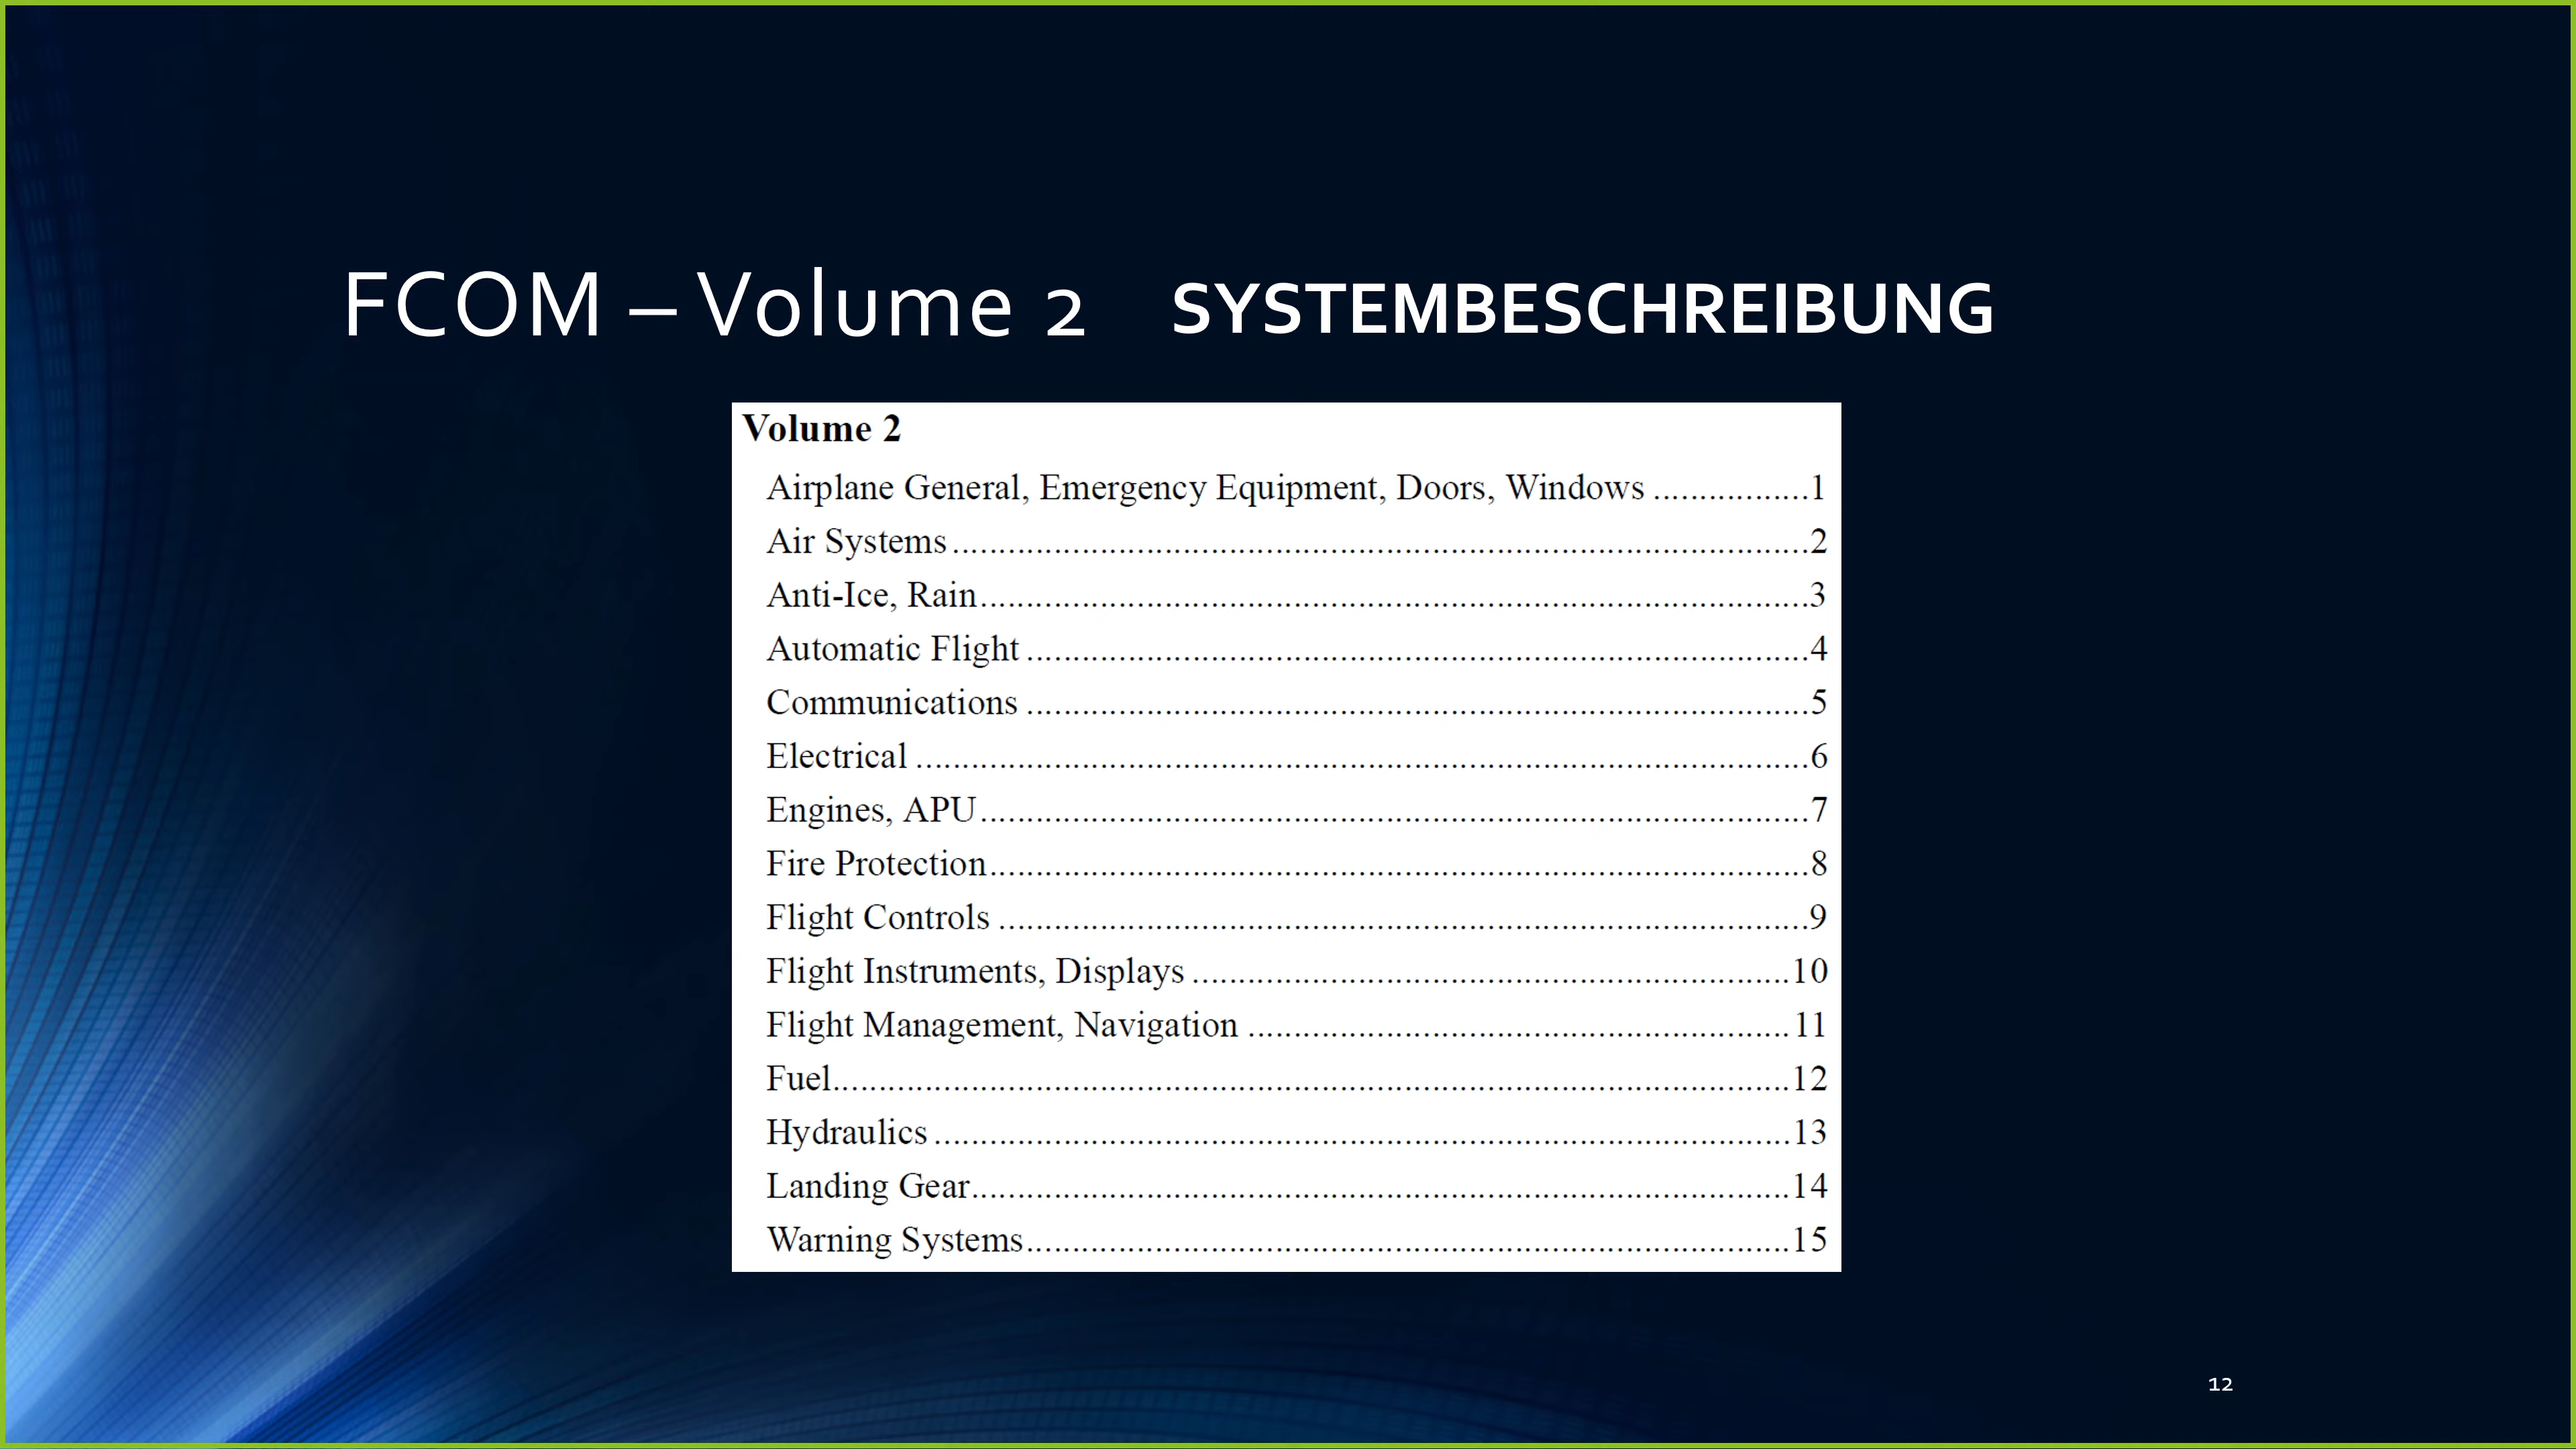 FCOM – Volume 2 SYSTEMBESCHREIBUNG
Volume 2
Airplane General, Emergency Equipment, Doors, Windows ................. 1
Air Systems ................. 2
Anti-Ice, Rain ................. 3
Automatic Flight ................. 4
Communications ................. 5
Electrical ................. 6
Engines, APU ................. 7
Fire Protection ................. 8
Flight Controls ................. 9
Flight Instruments, Displays ................. 10
Flight Management, Navigation ................. 11
Fuel ................. 12
Hydraulics ................. 13
Landing Gear ................. 14
Warning Systems ................. 15
12